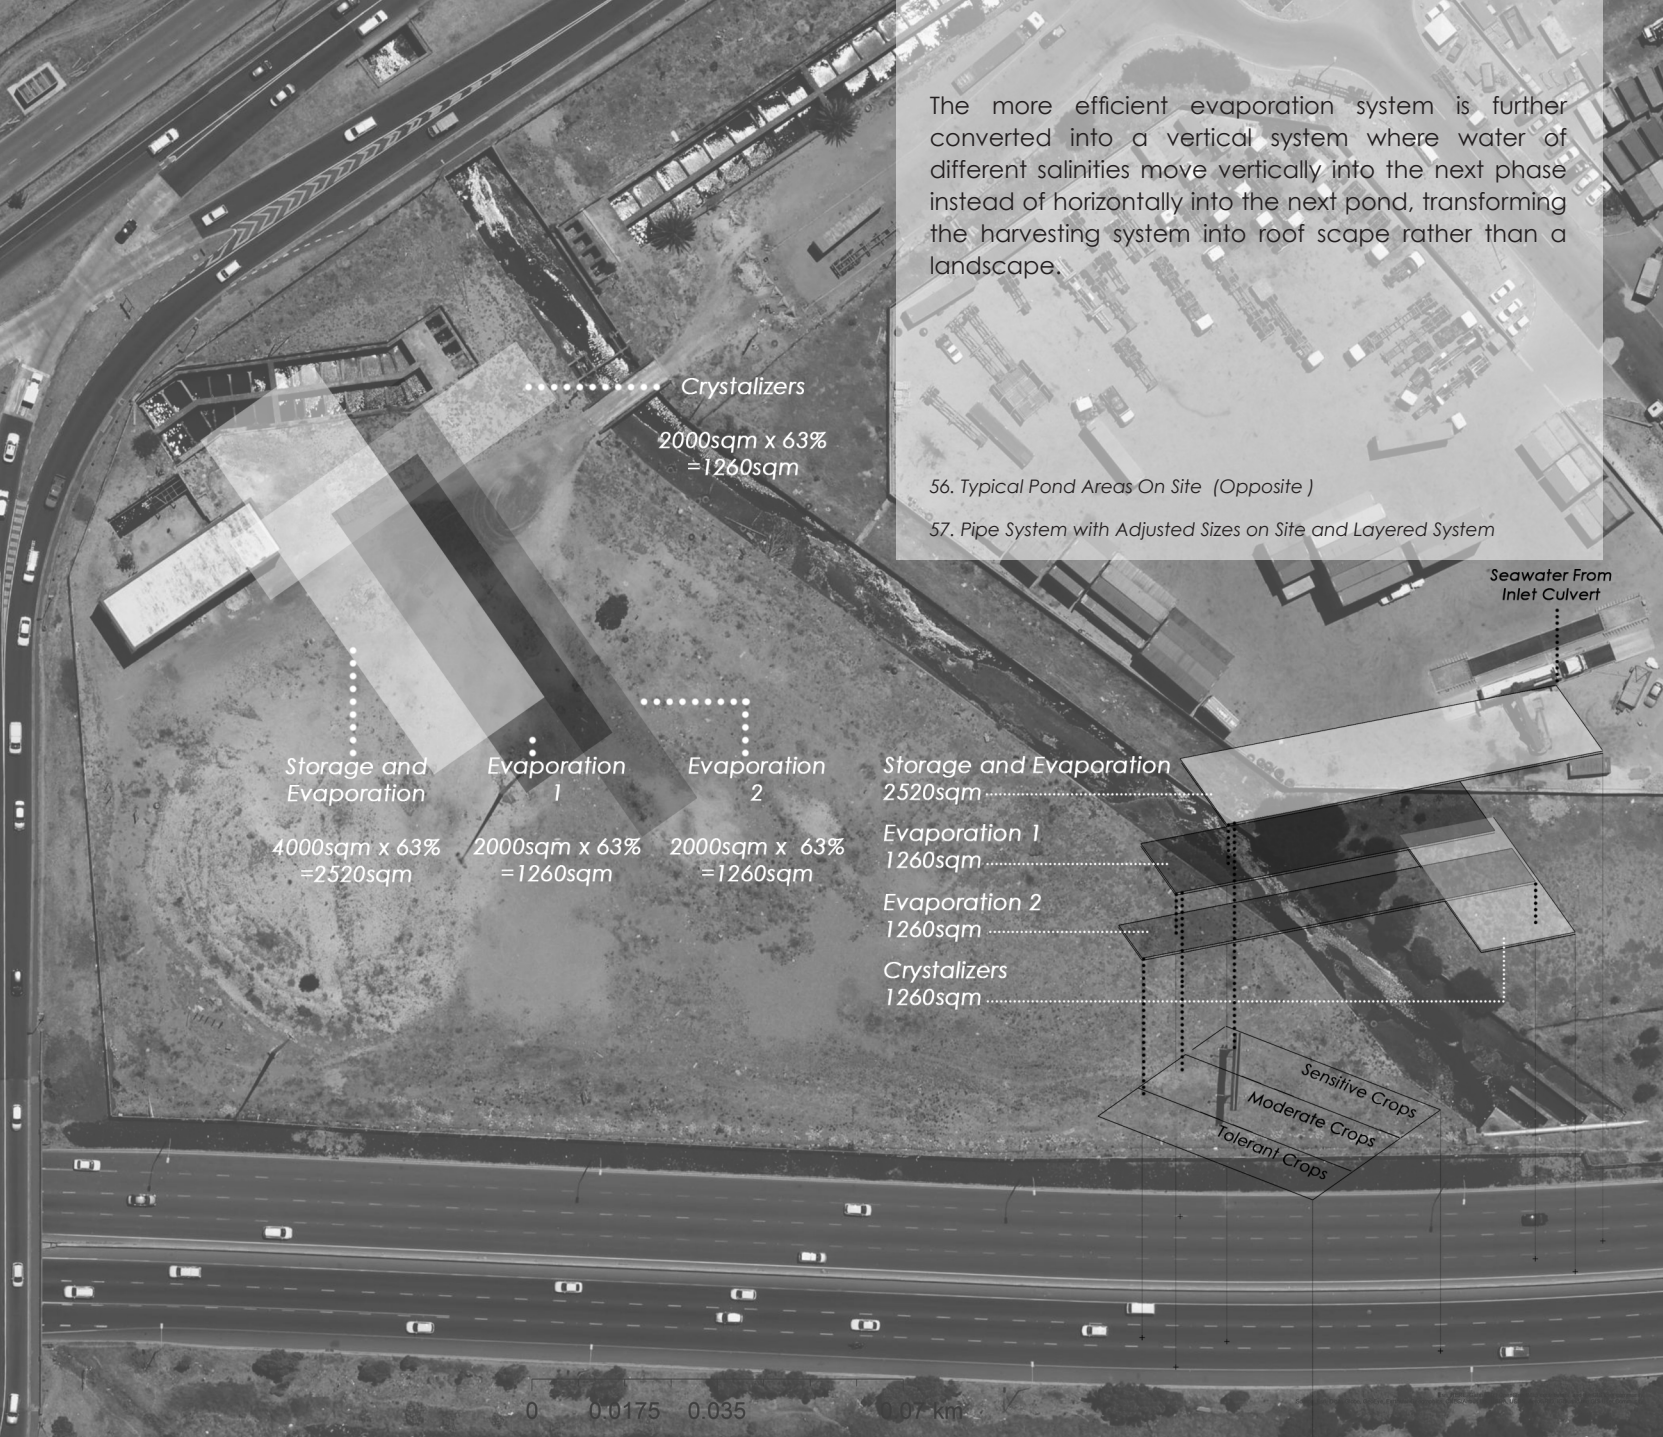 The more efficient evaporation system is further
converted into a vertical system where water of
different salinities move vertically into the next phase
instead of horizontally into the next pond, transforming
the harvesting system into roof scape rather than a
landscape.
56. Typical Pond Areas On Site (Opposite )
57. Pipe System with Adjusted Sizes on Site and Layered System
Crystalizers
2000sqm x 63%
=1260sqm
Storage and
Evaporation
4000sqm x 63%
=2520sqm
Evaporation
1
2000sqm x 63%
=1260sqm
Evaporation
2
2000sqm x 63%
=1260sqm
Seawater From
Inlet Culvert
Storage and Evaporation
2520sqm
Evaporation 1
1260sqm
Evaporation 2
1260sqm
Crystalizers
1260sqm
Sensitive Crops
Moderate Crops
Tolerant Crops
0 0.0175 0.035 0.07 km